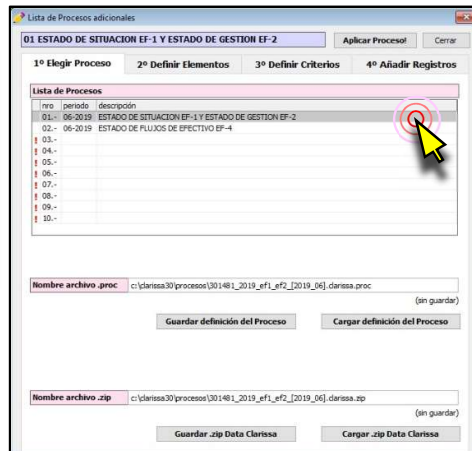 Lista de Procesos adicionales
01 ESTADO DE SITUACION EF-1 Y ESTADO DE GESTION EF-2 Aplicar Proceso! Cerrar
1º Elegir Proceso 2º Definir Elementos 3º Definir Criterios 4º Añadir Registros
Lista de Procesos
nro periodo descripción
01.- 06-2019 ESTADO DE SITUACION EF-1 Y ESTADO DE GESTION EF-2
02.- 06-2019 ESTADO DE FLUJOS DE EFECTIVO EF-4
! 03.-
! 04.-
! 05.-
! 06.-
! 07.-
! 08.-
! 09.-
! 10.-
Nombre archivo .proc c:\clarissa30\procesos\301481_2019_ef1_ef2_[2019_06].clarissa.proc
(sin guardar)
Guardar definición del Proceso Cargar definición del Proceso
Nombre archivo .zip c:\clarissa30\procesos\301481_2019_ef1_ef2_[2019_06].clarissa.zip
(sin guardar)
Guardar .zip Data Clarissa Cargar .zip Data Clarissa